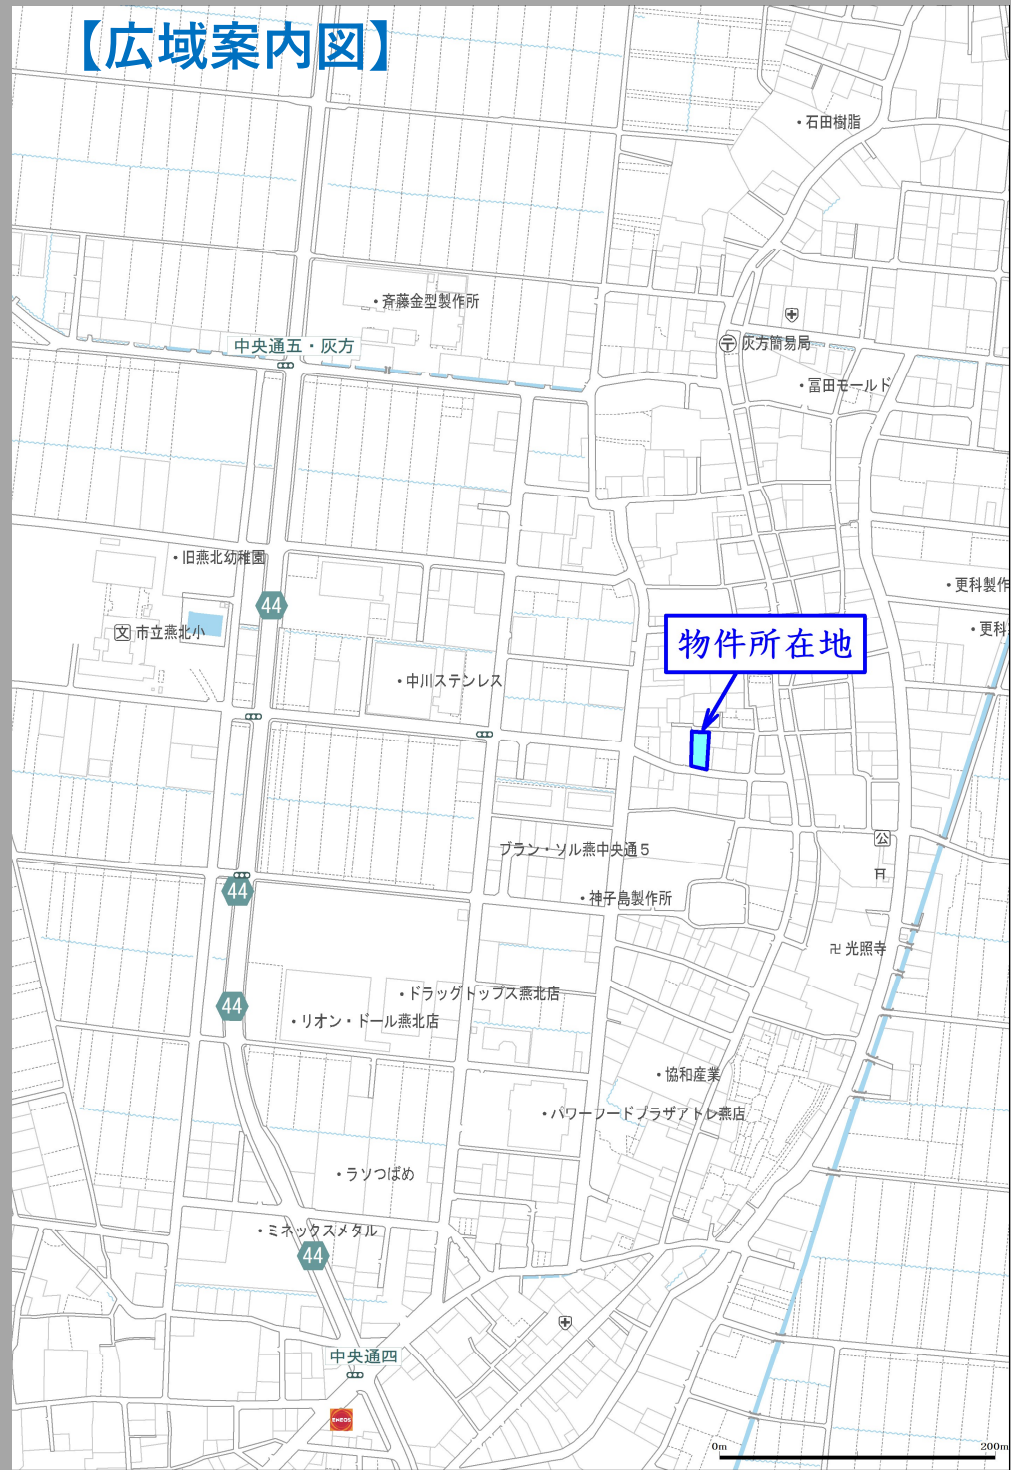 【広域案内図】
・石田樹脂
・斉藤金型製作所
中央通五・灰方
灰方簡易局
・冨田モールド
・旧燕北幼稚園
・更科製作
44
文 市立燕北小
・更科
物件所在地
・中川ステンレス
公
ブラン・ソル燕中央通5
44
・神子島製作所
卍 光照寺
・ドラッグトップス燕北店
44
・リオン・ドール燕北店
・協和産業
・パワーフードプラザアトレ燕店
・ラソつばめ
・ミネックスメタル
44
中央通四
ENEOS
0m
200m